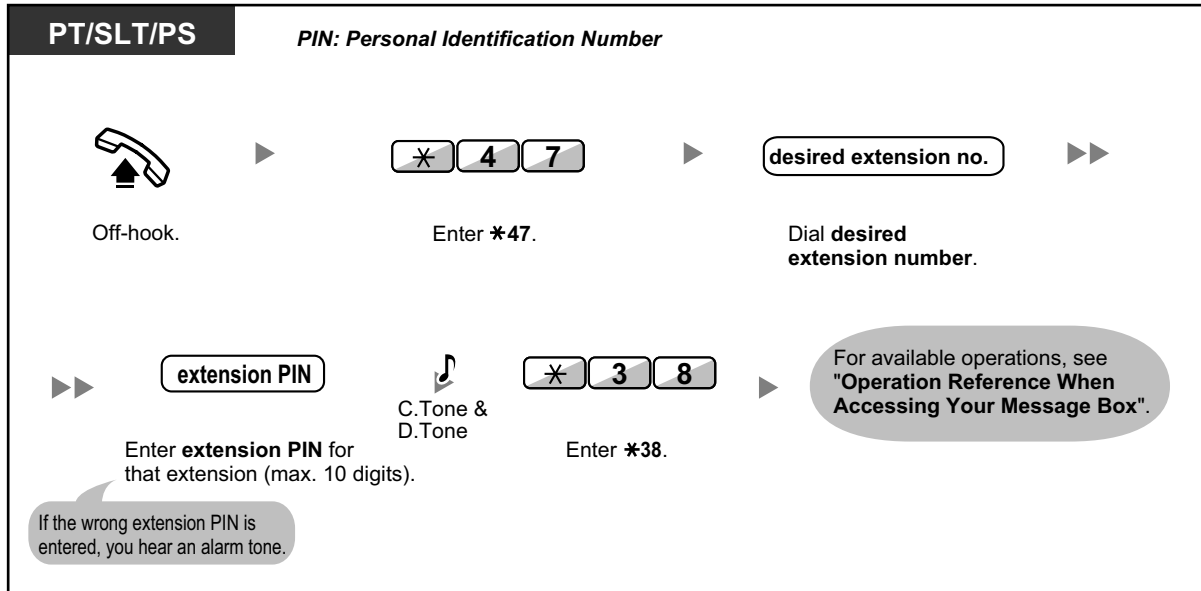 PT/SLT/PS
PIN: Personal Identification Number
* 4 7
desired extension no.
Off-hook.
Enter *47.
Dial desired
extension number.
extension PIN
C.Tone &
D.Tone
* 3 8
For available operations, see
"Operation Reference When
Accessing Your Message Box".
Enter extension PIN for
that extension (max. 10 digits).
Enter *38.
If the wrong extension PIN is
entered, you hear an alarm tone.